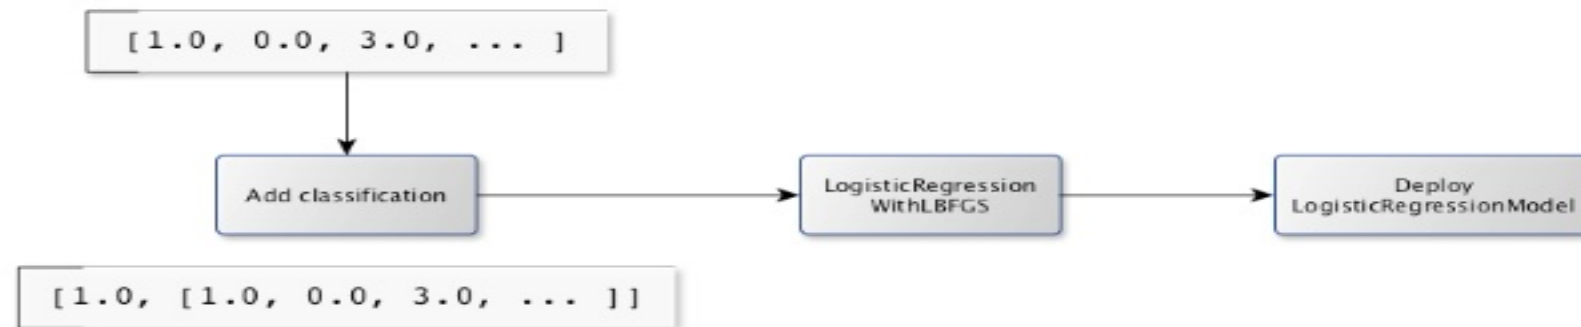 [1.0, 0.0, 3.0, ... ]
Add classification
LogisticRegression
WithLBFGS
Deploy
LogisticRegressionModel
[1.0, [1.0, 0.0, 3.0, ... ]]